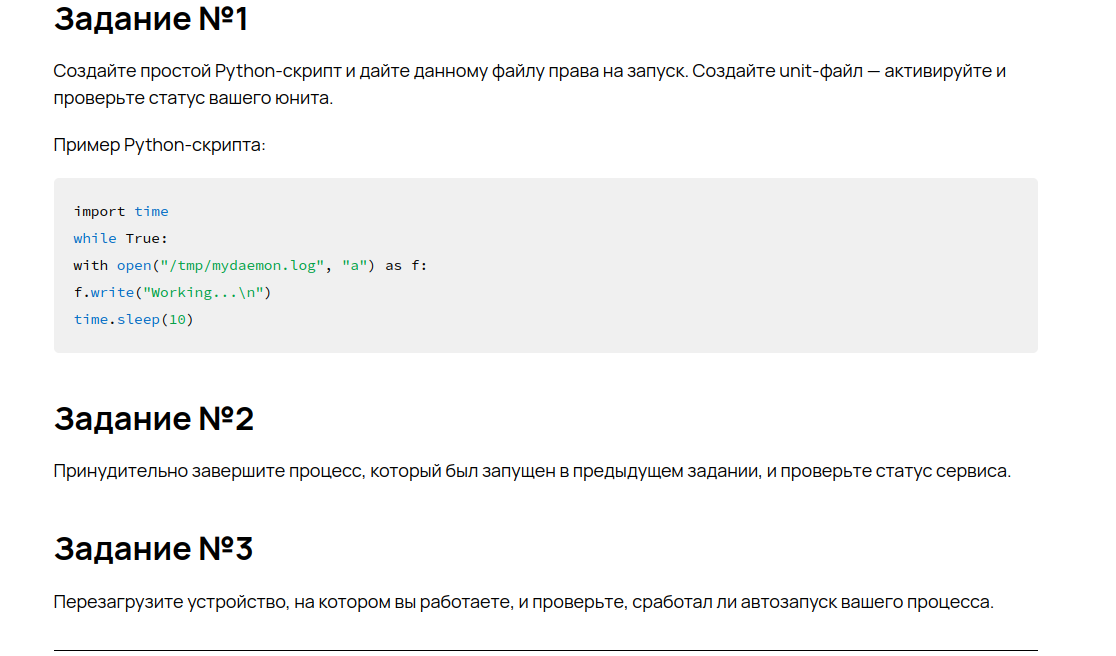 Задание №1
Создайте простой Python-скрипт и дайте данному файлу права на запуск. Создайте unit-файл — активируйте и
проверьте статус вашего юнита.
Пример Python-скрипта:
import time
while True:
with open("/tmp/mydaemon.log", "a") as f:
f.write("Working...\n")
time.sleep(10)
Задание №2
Принудительно завершите процесс, который был запущен в предыдущем задании, и проверьте статус сервиса.
Задание №3
Перезагрузите устройство, на котором вы работаете, и проверьте, сработал ли автозапуск вашего процесса.